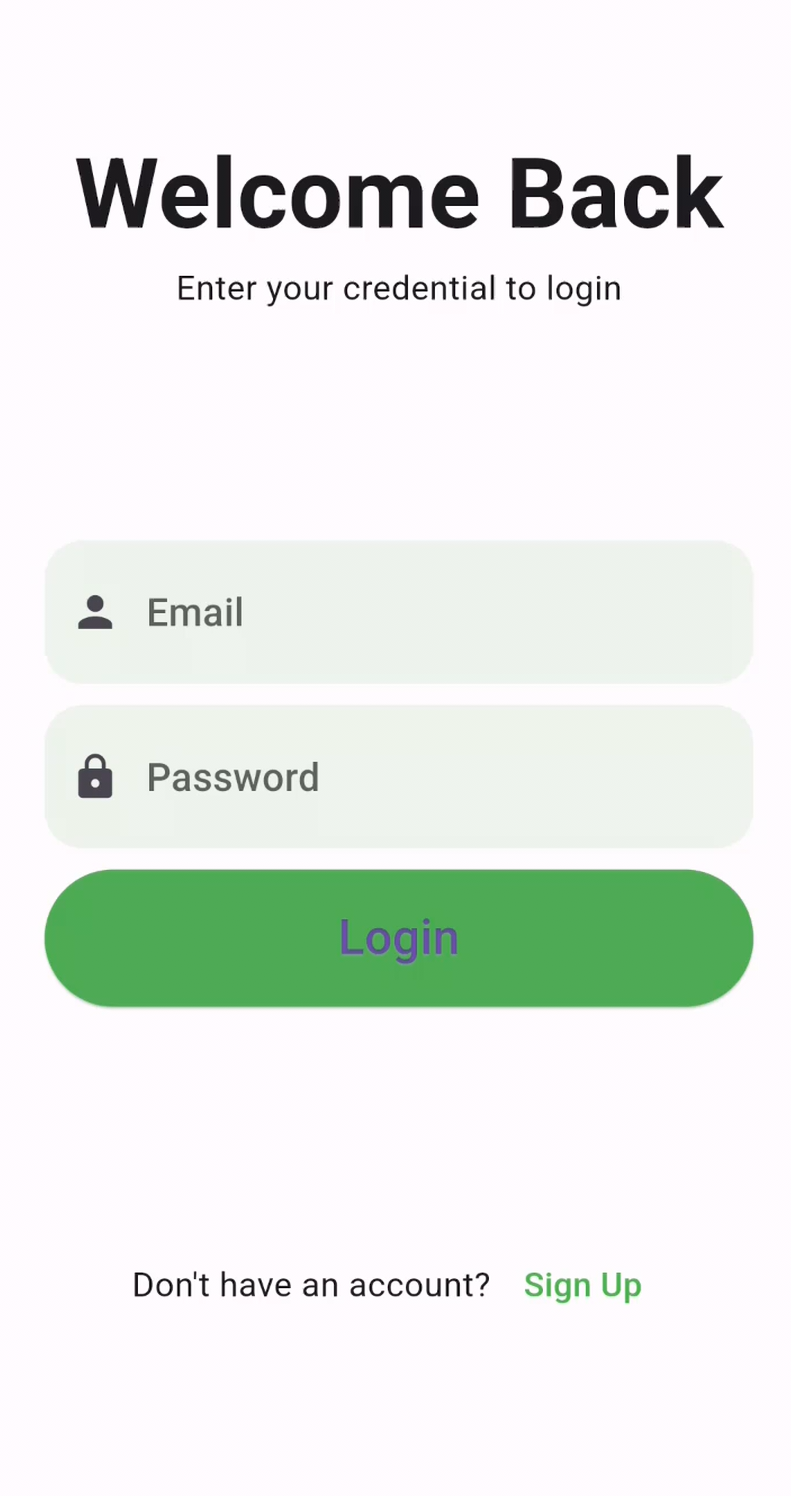 Welcome Back
Enter your credential to login
Email
Password
Login
Don't have an account? Sign Up